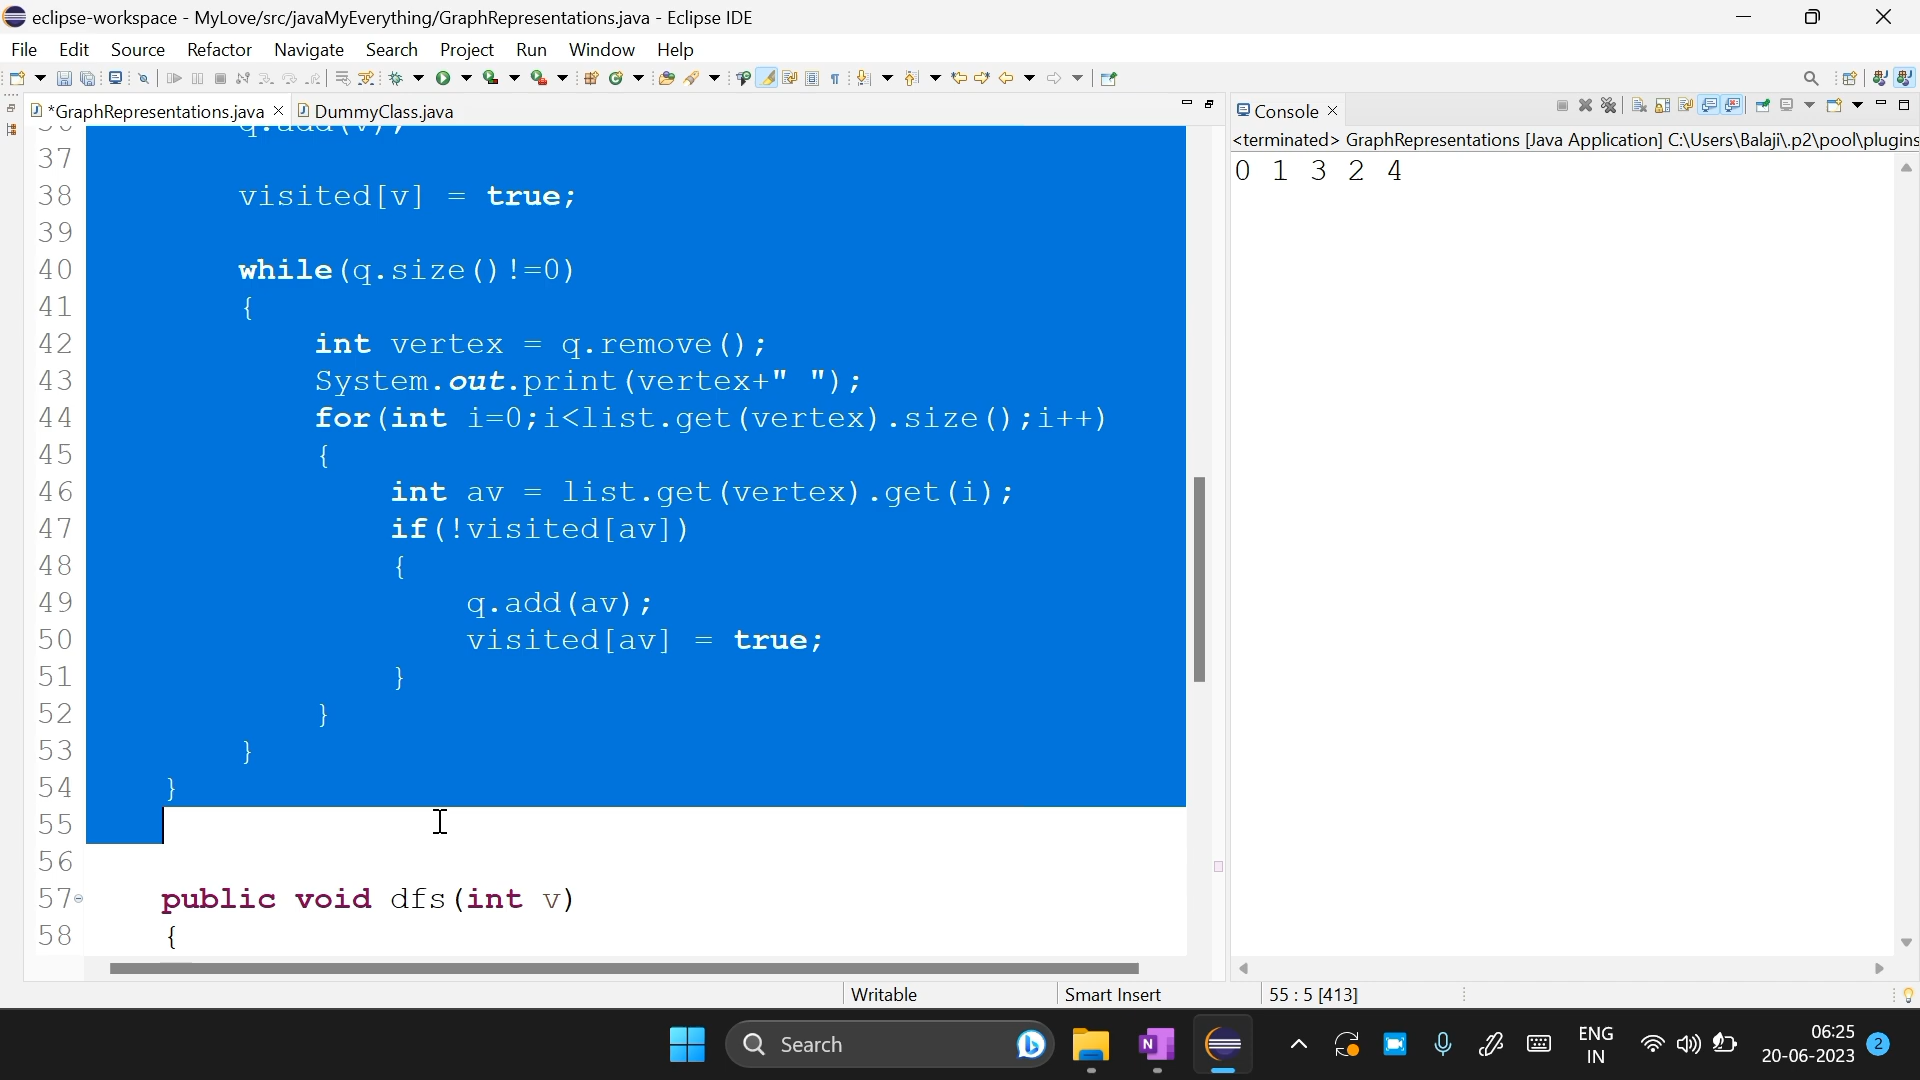 eclipse-workspace - MyLove/src/javaMyEverything/GraphRepresentations.java - Eclipse IDE
File Edit Source Refactor Navigate Search Project Run Window Help
*GraphRepresentations.java DummyClass.java
Console
<terminated> GraphRepresentations [Java Application] C:\Users\Balaji\.p2\pool\plugins
0 1 3 2 4
36 q.add(v);
37
38 visited[v] = true;
39
40 while(q.size()!=0)
41 {
42 int vertex = q.remove();
43 System.out.print(vertex+" ");
44 for(int i=0;i<list.get(vertex).size();i++)
45 {
46 int av = list.get(vertex).get(i);
47 if(!visited[av])
48 {
49 q.add(av);
50 visited[av] = true;
51 }
52 }
53 }
54 }
55
56
57 public void dfs(int v)
58 {
Writable Smart Insert 55 : 5 [413]
Search
N
ENG
IN
06:25
20-06-2023
2